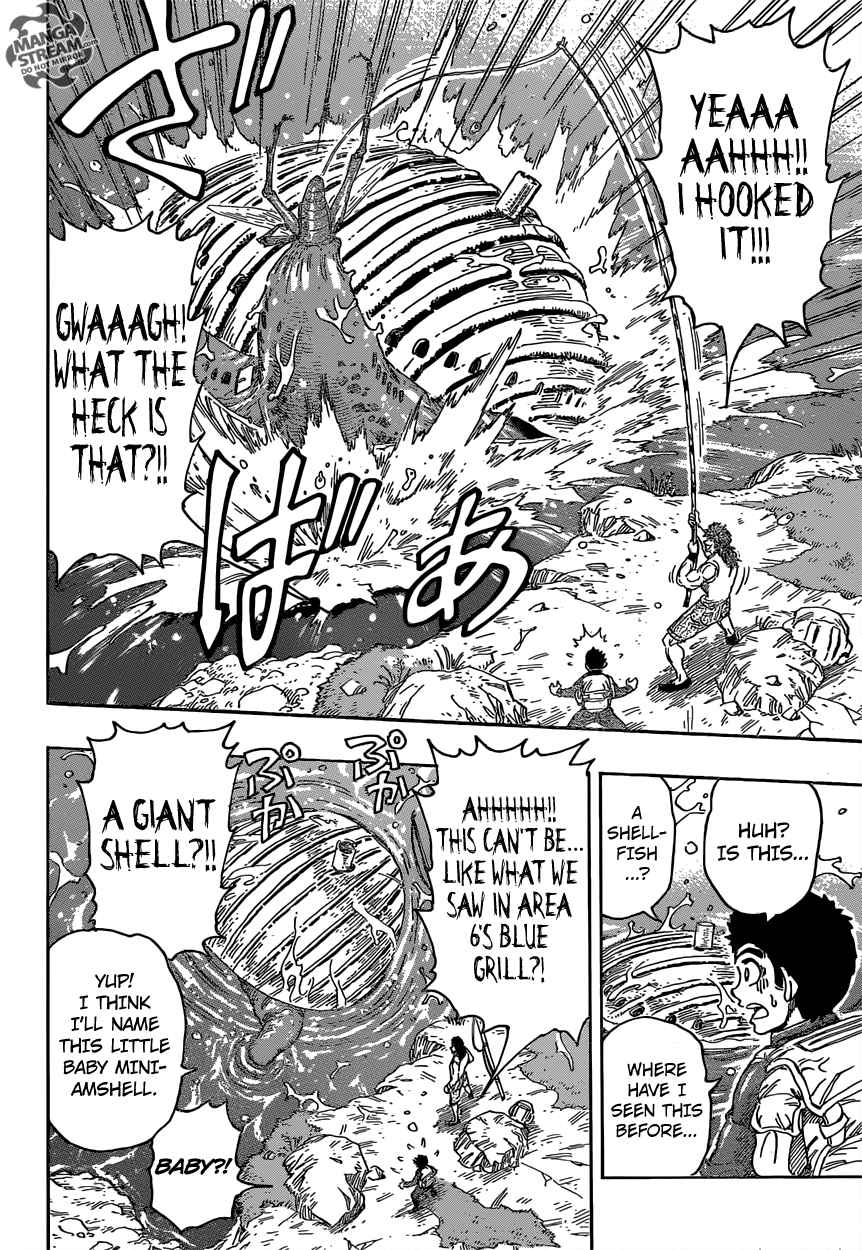 MANGA
STREAM.com
DO NOT MIRROR
YEAAA
AAHHH!!
I HOOKED
IT!!!
ざ
GWAAAGH!
WHAT THE
HECK IS
THAT?!!
ばぁ
HUH?
IS THIS...
A
SHELL-
FISH
...?
WHERE
HAVE I
SEEN THIS
BEFORE...
AHHHHH!!
THIS CAN'T BE...
LIKE WHAT WE
SAW IN AREA
6'S BLUE
GRILL?!
ぷか
ぷか
A GIANT
SHELL?!!
YUP!
I THINK
I'LL NAME
THIS LITTLE
BABY MINI-
AMSHELL.
BABY?!